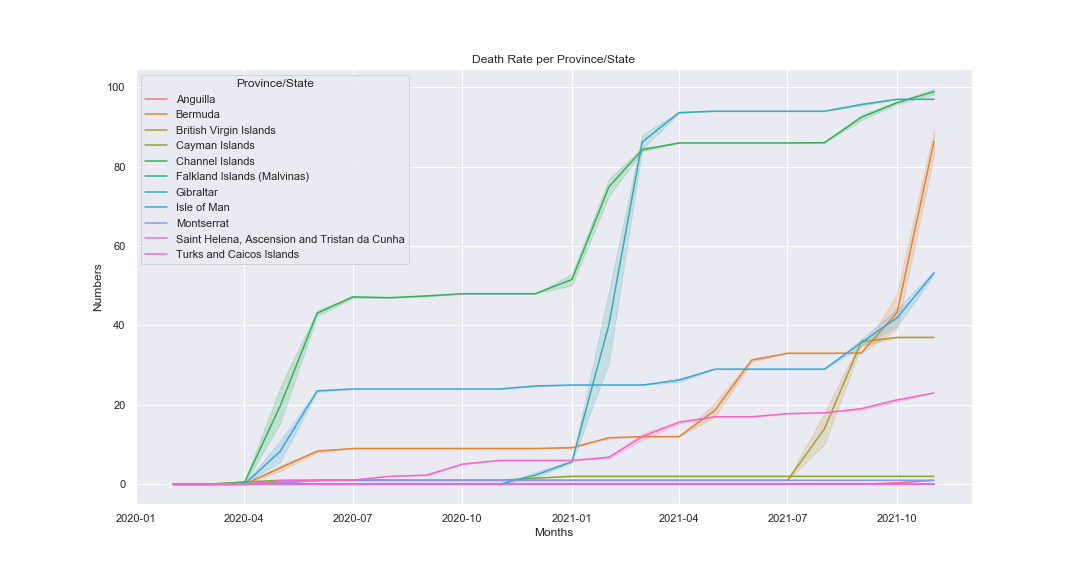 Death Rate per Province/State
Province/State
Anguilla
Bermuda
British Virgin Islands
Cayman Islands
Channel Islands
Falkland Islands (Malvinas)
Gibraltar
Isle of Man
Montserrat
Saint Helena, Ascension and Tristan da Cunha
Turks and Caicos Islands
Numbers
100
80
60
40
20
0
2020-01 2020-04 2020-07 2020-10 2021-01 2021-04 2021-07 2021-10
Months